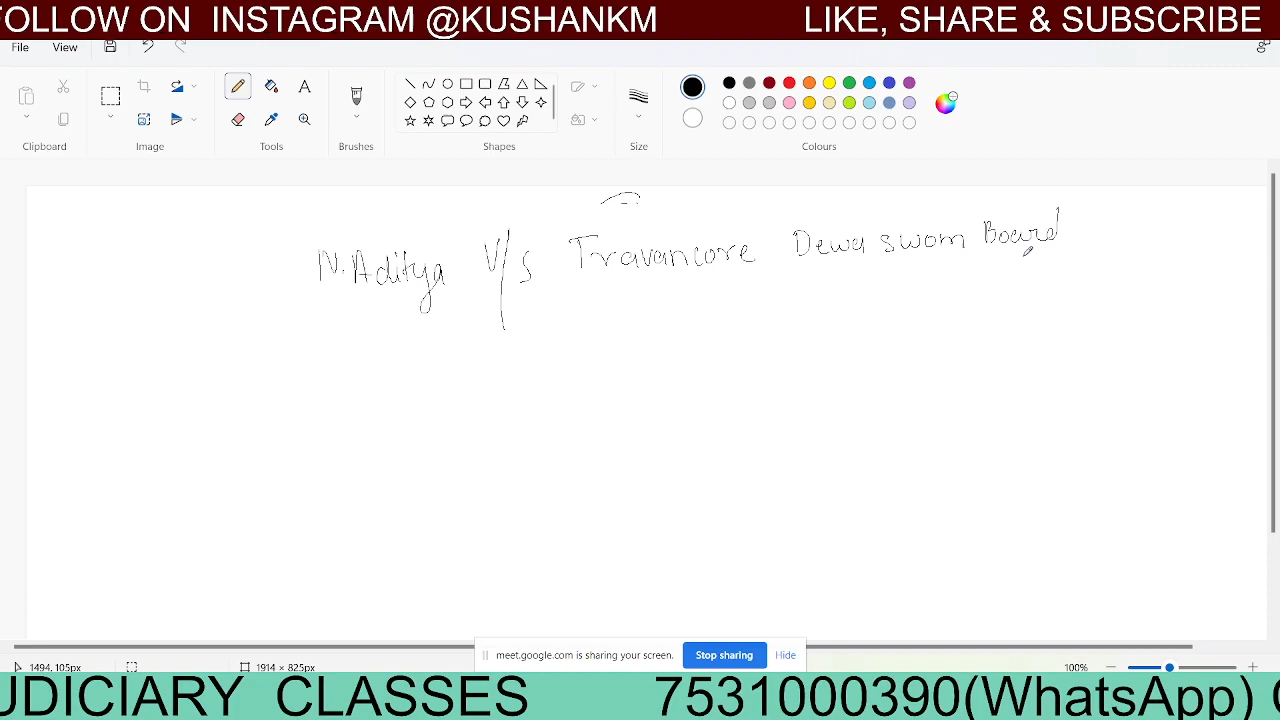 FOLLOW ON INSTAGRAM @KUSHANKM LIKE, SHARE & SUBSCRIBE
File View
Clipboard Image Tools Brushes Shapes Size Colours
N. Aditya V/s Travancore Dewaswom Board
meet.google.com is sharing your screen. Stop sharing Hide
1494, 105px 1914 × 825px 100%
UDICIARY CLASSES 7531000390(WhatsApp)